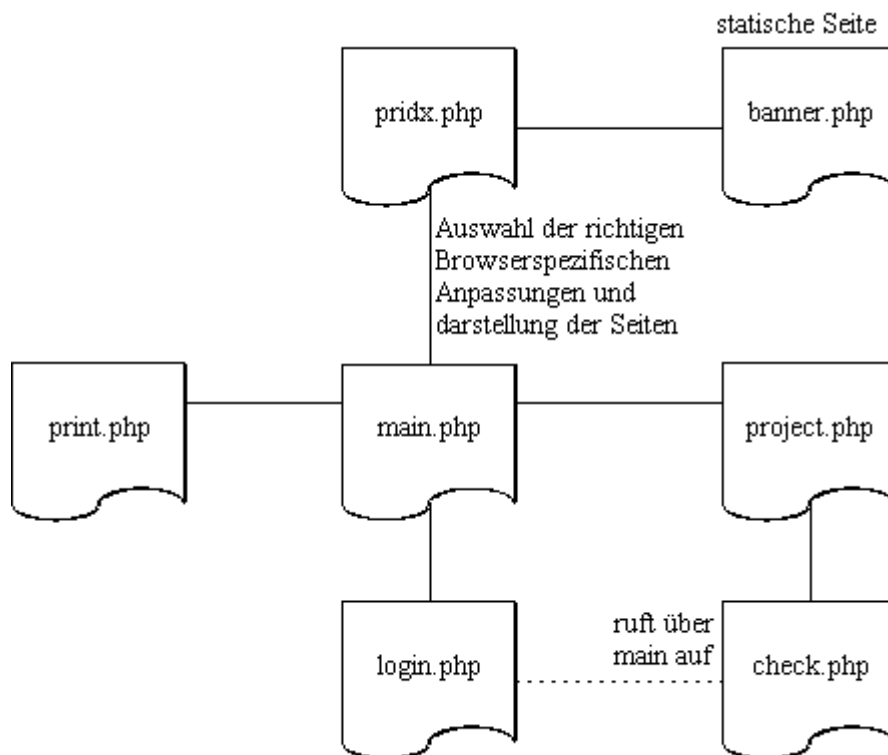 statische Seite
pridx.php
banner.php
Auswahl der richtigen
Browserspezifischen
Anpassungen und
darstellung der Seiten
print.php
main.php
project.php
ruft über
main auf
login.php
check.php